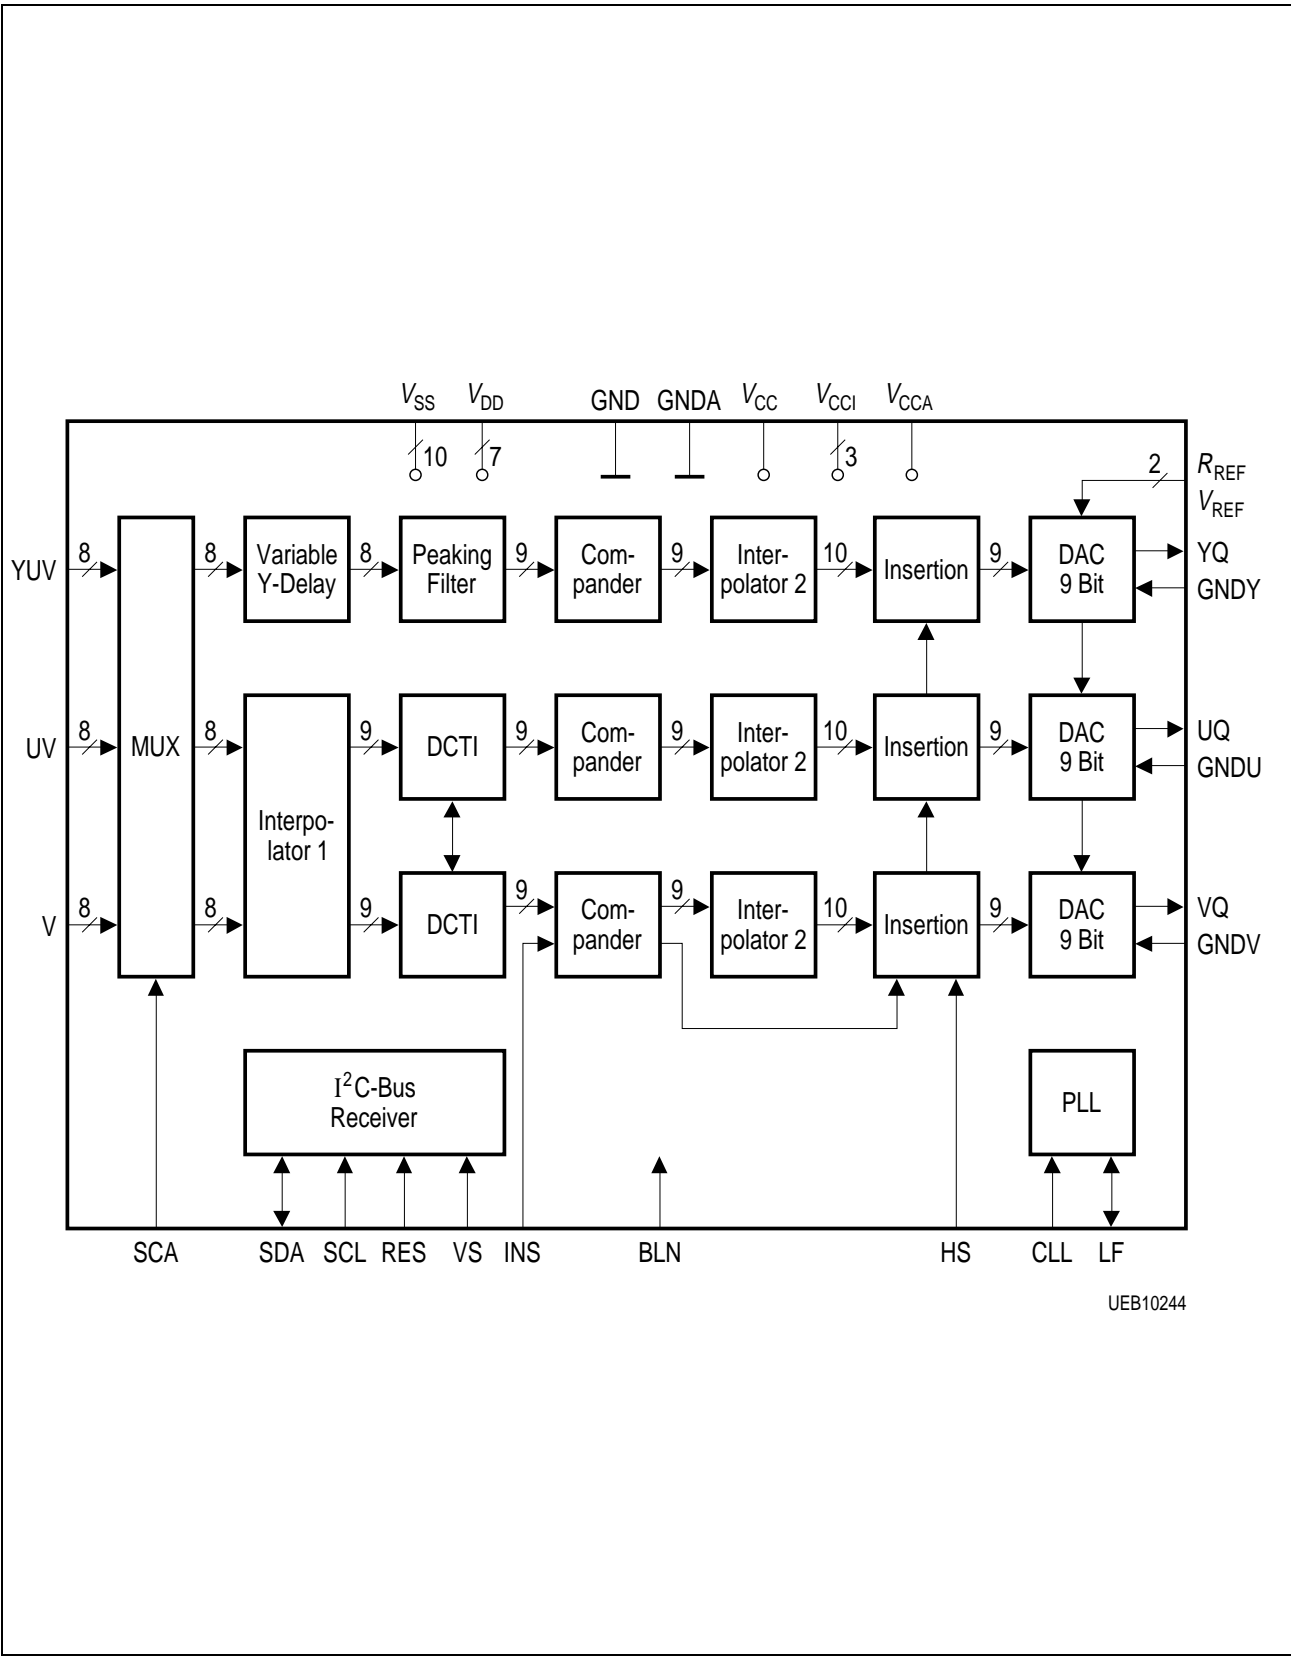 VSS VDD GND GNDA VCC VCCI VCCA
10 7 3
2 RREF
VREF
YUV 8 8 Variable 8 Peaking 9 Com- 9 Inter- 10 Insertion 9 DAC YQ
Y-Delay Filter pander polator 2 9 Bit GNDY
UV 8 MUX 8 9 DCTI 9 Com- 9 Inter- 10 Insertion 9 DAC UQ
pander polator 2 9 Bit GNDU
Interpo-
lator 1
V 8 8 9 DCTI 9 Com- 9 Inter- 10 Insertion 9 DAC VQ
pander polator 2 9 Bit GNDV
I²C-Bus
Receiver
PLL
SCA SDA SCL RES VS INS BLN HS CLL LF
UEB10244